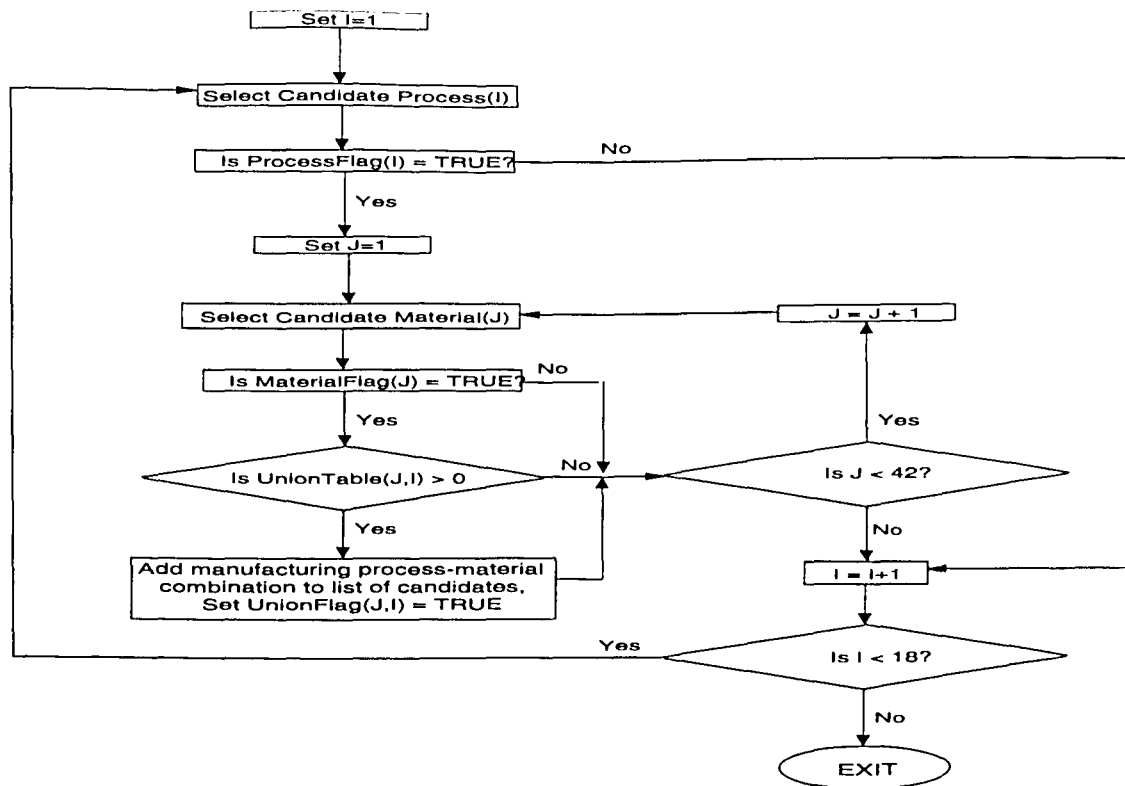 Set I=1
Select Candidate Process(I)
Is ProcessFlag(I) = TRUE?
No
Yes
Set J=1
Select Candidate Material(J)
J = J + 1
Is MaterialFlag(J) = TRUE?
No
Yes
Yes
Is UnionTable(J,I) > 0
No
Is J < 42?
Yes
No
Add manufacturing process-material
combination to list of candidates,
Set UnionFlag(J,I) = TRUE
I = I+1
Yes
Is I < 18?
No
EXIT